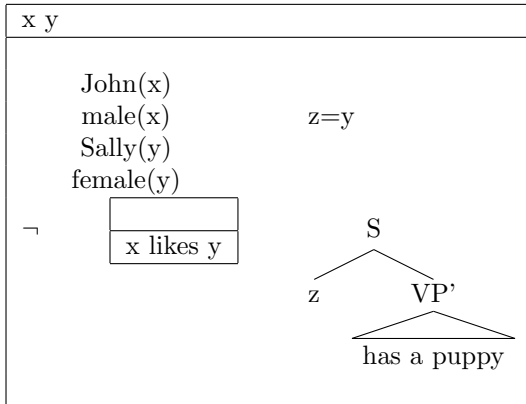 x y
John(x)
male(x) z=y
Sally(y)
female(y)
¬ S
x likes y
z VP'
has a puppy